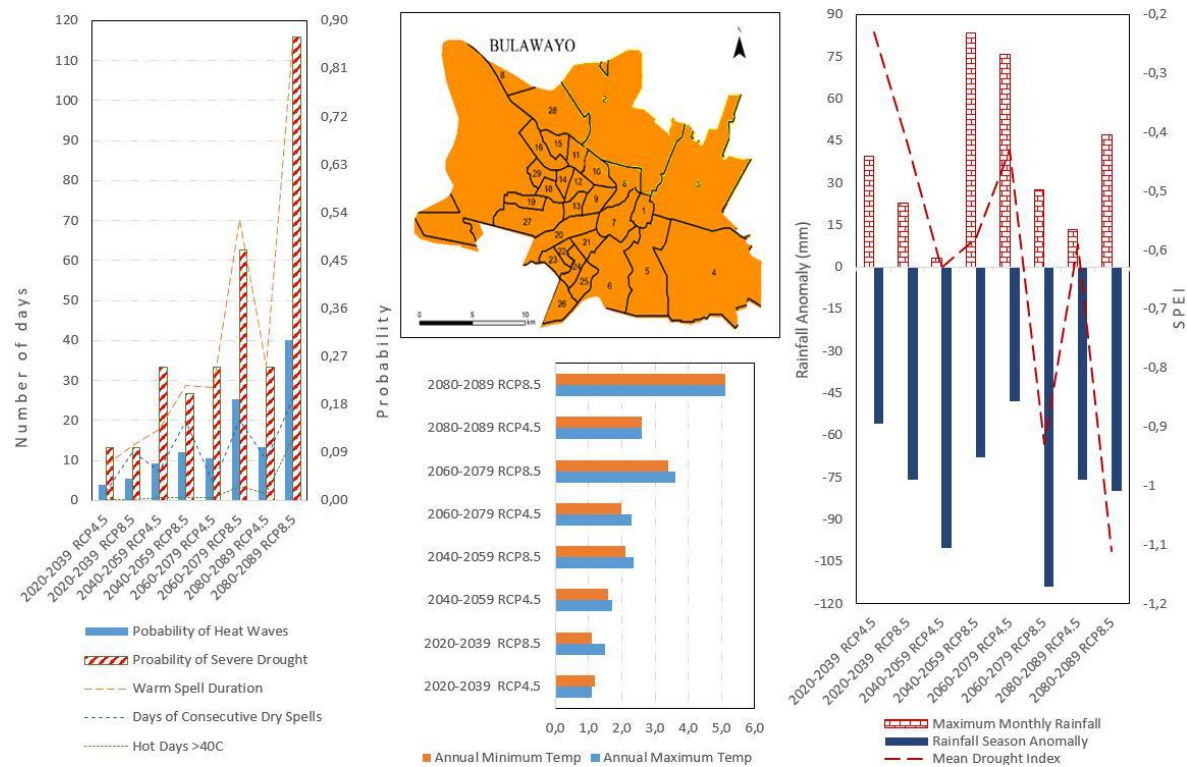 120
110
100
90
80
70
60
50
40
30
20
10
0
Number of days
0,90
0,81
0,72
0,63
0,54
0,45
0,36
0,27
0,18
0,09
0,00
Probability
2020-2039 RCP4.5
2020-2039 RCP8.5
2040-2059 RCP4.5
2040-2059 RCP8.5
2060-2079 RCP4.5
2060-2079 RCP8.5
2080-2089 RCP4.5
2080-2089 RCP8.5
Pobability of Heat Waves
Proability of Severe Drought
Warm Spell Duration
Days of Consecutive Dry Spells
Hot Days >40C
BULAWAYO
N
8
2
28
3
16
15
11
29
14
12
10
18
9
19
13
1
27
7
20
21
22
23
24
5
4
25
6
26
0
5
10
km
2080-2089 RCP8.5
2080-2089 RCP4.5
2060-2079 RCP8.5
2060-2079 RCP4.5
2040-2059 RCP8.5
2040-2059 RCP4.5
2020-2039 RCP8.5
2020-2039 RCP4.5
0,0 1,0 2,0 3,0 4,0 5,0 6,0
Annual Minimum Temp Annual Maximum Temp
90
75
60
45
30
15
0
-15
-30
-45
-60
-75
-90
-105
-120
Rainfall Anomaly (mm)
-0,2
-0,3
-0,4
-0,5
-0,6
-0,7
-0,8
-0,9
-1
-1,1
-1,2
SPEI
2020-2039 RCP4.5
2020-2039 RCP8.5
2040-2059 RCP4.5
2040-2059 RCP8.5
2060-2079 RCP4.5
2060-2079 RCP8.5
2080-2089 RCP4.5
2080-2089 RCP8.5
Maximum Monthly Rainfall
Rainfall Season Anomaly
Mean Drought Index